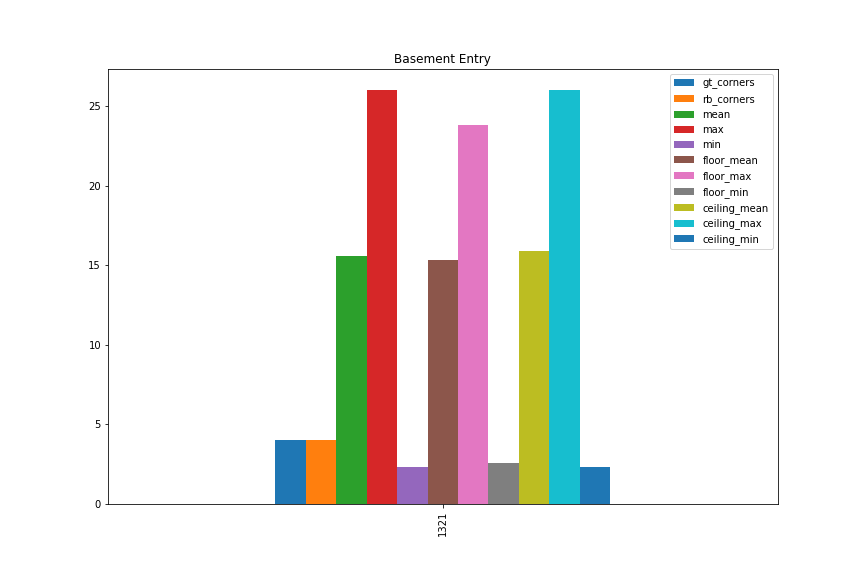 Basement Entry
gt_corners
rb_corners
mean
max
min
floor_mean
floor_max
floor_min
ceiling_mean
ceiling_max
ceiling_min
25
20
15
10
5
0
1321